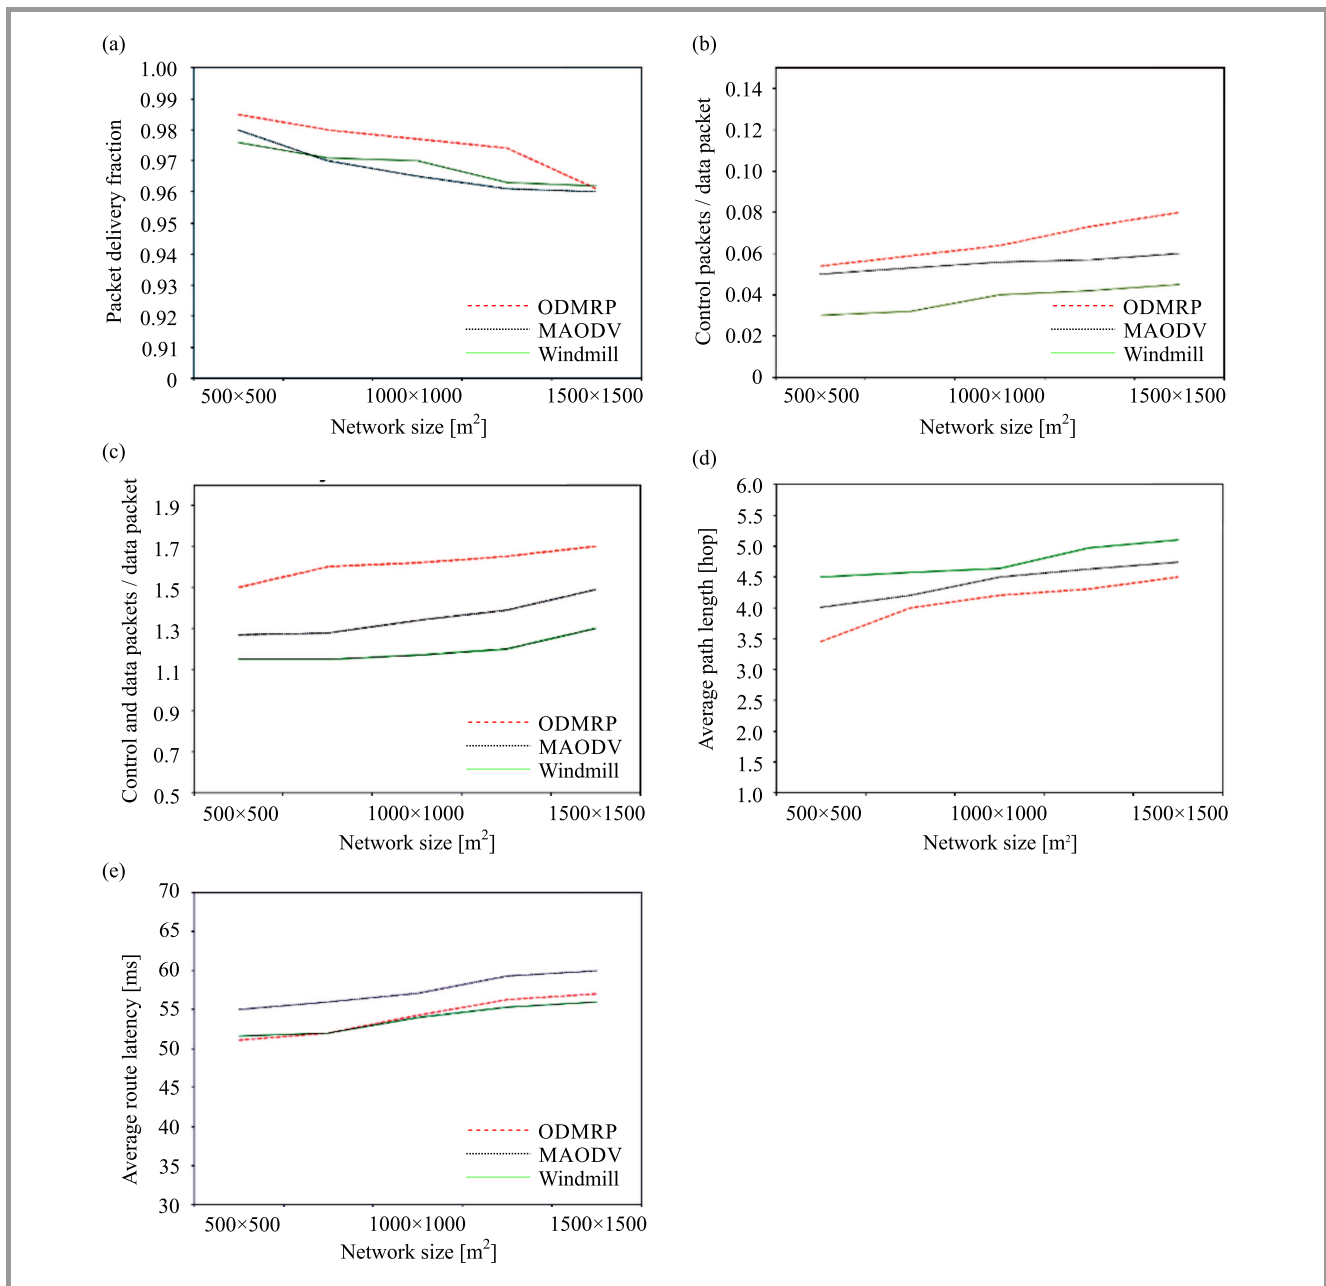 (a)
1.00
0.99
0.98
0.97
0.96
0.95
0.94
0.93
0.92
0.91
0
Packet delivery fraction
ODMRP
MAODV
Windmill
500×500 1000×1000 1500×1500
Network size [m²]
(b)
0.14
0.12
0.10
0.08
0.06
0.04
0.02
0
Control packets / data packet
ODMRP
MAODV
Windmill
500×500 1000×1000 1500×1500
Network size [m²]
(c)
1.9
1.7
1.5
1.3
1.1
0.9
0.7
0.5
Control and data packets / data packet
ODMRP
MAODV
Windmill
500×500 1000×1000 1500×1500
Network size [m²]
(d)
6.0
5.5
5.0
4.5
4.0
3.5
3.0
2.5
2.0
1.5
1.0
Average path length [hop]
500×500 1000×1000 1500×1500
Network size [m²]
(e)
70
65
60
55
50
45
40
35
30
Average route latency [ms]
ODMRP
MAODV
Windmill
500×500 1000×1000 1500×1500
Network size [m²]